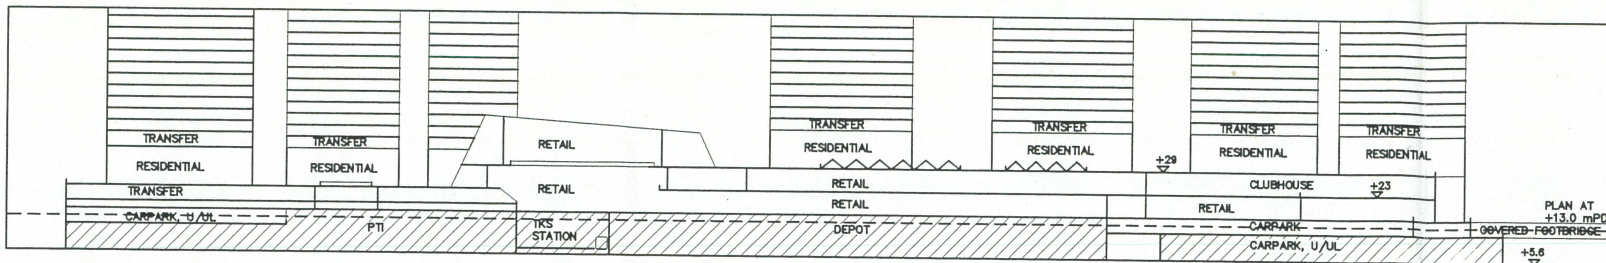 TRANSFER
TRANSFER
TRANSFER
TRANSFER
TRANSFER
TRANSFER
RESIDENTIAL
RESIDENTIAL
RETAIL
RESIDENTIAL
RESIDENTIAL
RESIDENTIAL
RESIDENTIAL
+29
TRANSFER
RETAIL
RETAIL
CLUBHOUSE
+23
RETAIL
RETAIL
PLAN AT
+13.0 mPD
CARPARK, U/UL
PTI
TKS
STATION
DEPOT
CARPARK
COVERED FOOTBRIDGE
CARPARK, U/UL
+5.6